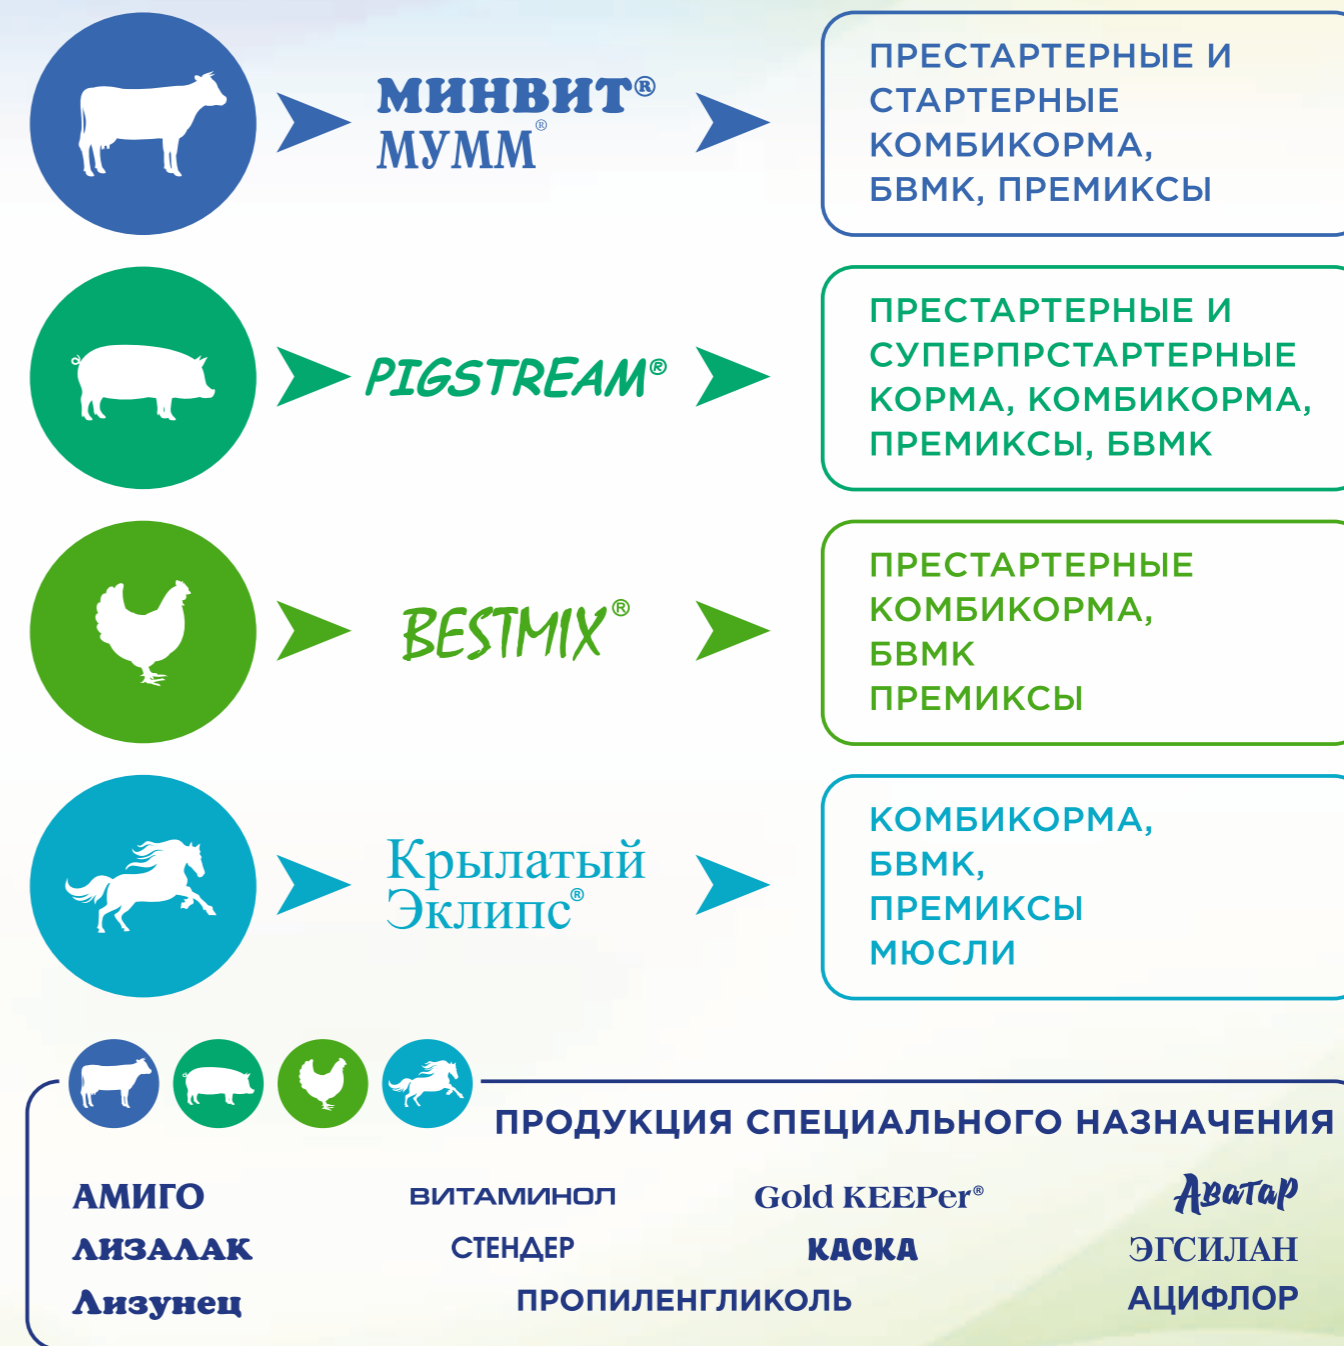 МИНВИТ®
МУММ®
ПРЕСТАРТЕРНЫЕ И
СТАРТЕРНЫЕ
КОМБИКОРМА,
БВМК, ПРЕМИКСЫ
PIGSTREAM®
ПРЕСТАРТЕРНЫЕ И
СУПЕРПРСТАРТЕРНЫЕ
КОРМА, КОМБИКОРМА,
ПРЕМИКСЫ, БВМК
BESTMIX®
ПРЕСТАРТЕРНЫЕ
КОМБИКОРМА,
БВМК
ПРЕМИКСЫ
Крылатый
Эклипс®
КОМБИКОРМА,
БВМК,
ПРЕМИКСЫ
МЮСЛИ
ПРОДУКЦИЯ СПЕЦИАЛЬНОГО НАЗНАЧЕНИЯ
АМИГО ВИТАМИНОЛ Gold KEEPer® Аватар
ЛИЗАЛАК СТЕНДЕР КАСКА ЭГСИЛАН
Лизунец ПРОПИЛЕНГЛИКОЛЬ АЦИФЛОР